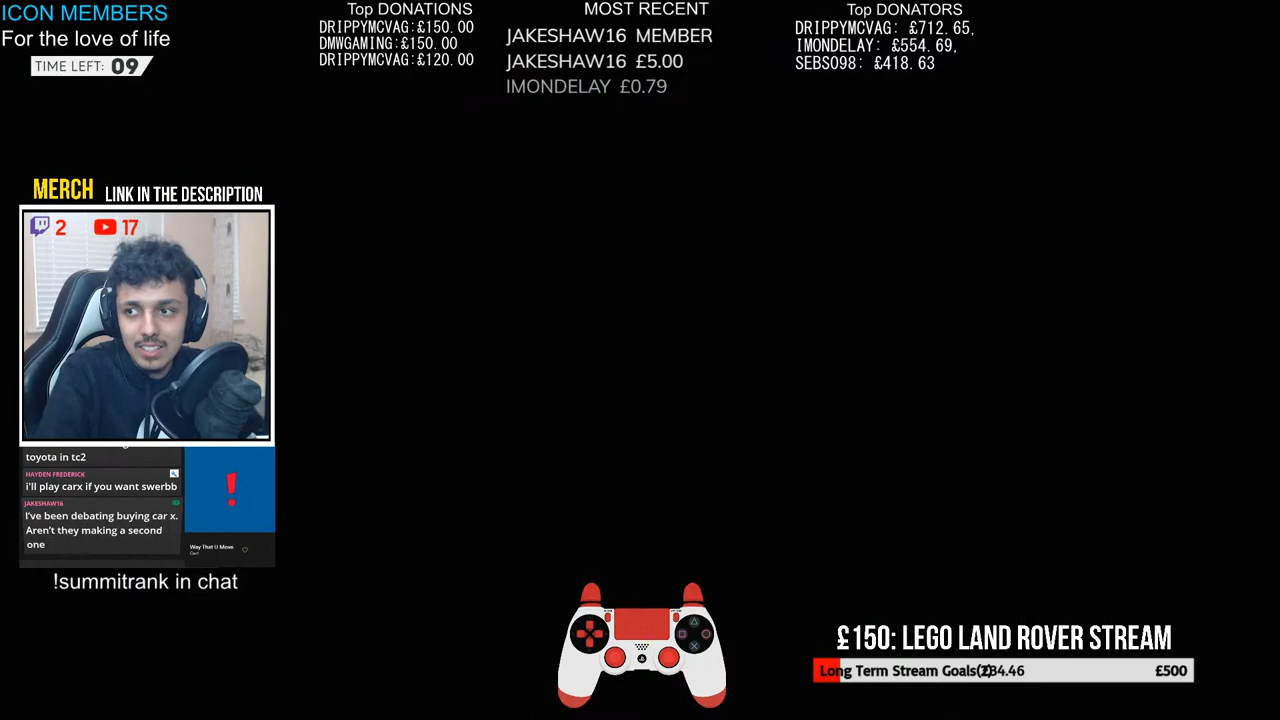 ICON MEMBERS
For the love of life
TIME LEFT: 09
Top DONATIONS
DRIPPYMCVAG:£150.00
DMWGAMING:£150.00
DRIPPYMCVAG:£120.00
MOST RECENT
JAKESHAW16 MEMBER
JAKESHAW16 £5.00
IMONDELAY £0.79
Top DONATORS
DRIPPYMCVAG: £712.65,
IMONDELAY: £554.69,
SEBS098: £418.63
MERCH LINK IN THE DESCRIPTION
2 17
toyota in tc2
HAYDEN FREDERICK
i'll play carx if you want swerbb
JAKESHAW16
I've been debating buying car x.
Aren't they making a second
one
!
Way That U Move
!summitrank in chat
£150: LEGO LAND ROVER STREAM
Long Term Stream Goals 34.46 £500